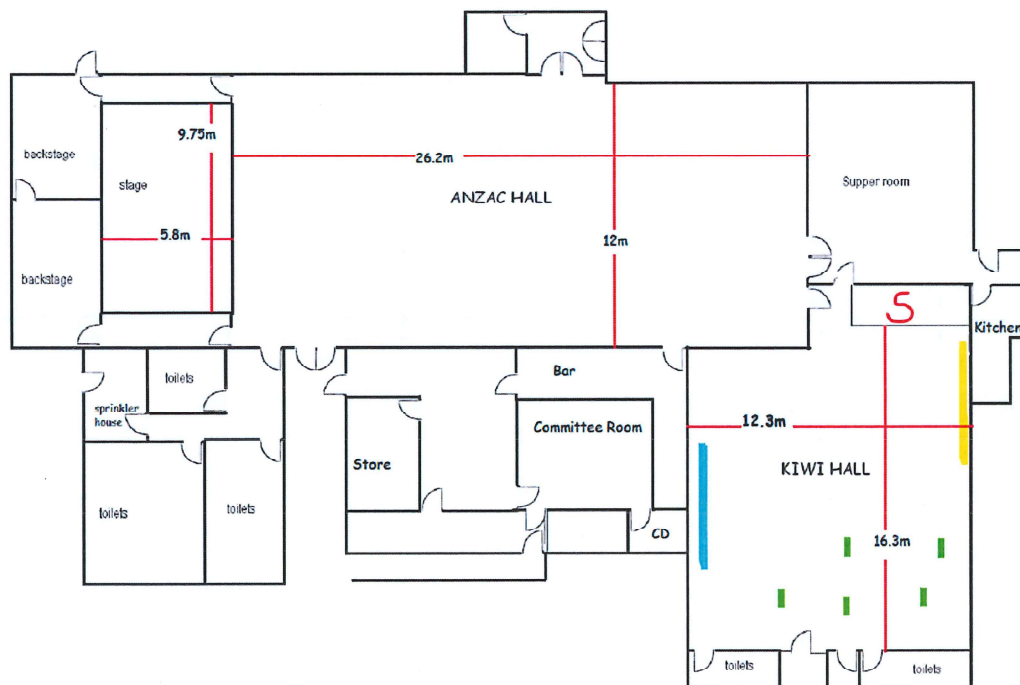 9.75m
backstage
26.2m
stage
Supper room
ANZAC HALL
5.8m
12m
backstage
S
Kitchen
Bar
toilets
sprinkler
house
12.3m
Committee Room
Store
KIWI HALL
toilets
toilets
CD
16.3m
toilets
toilets